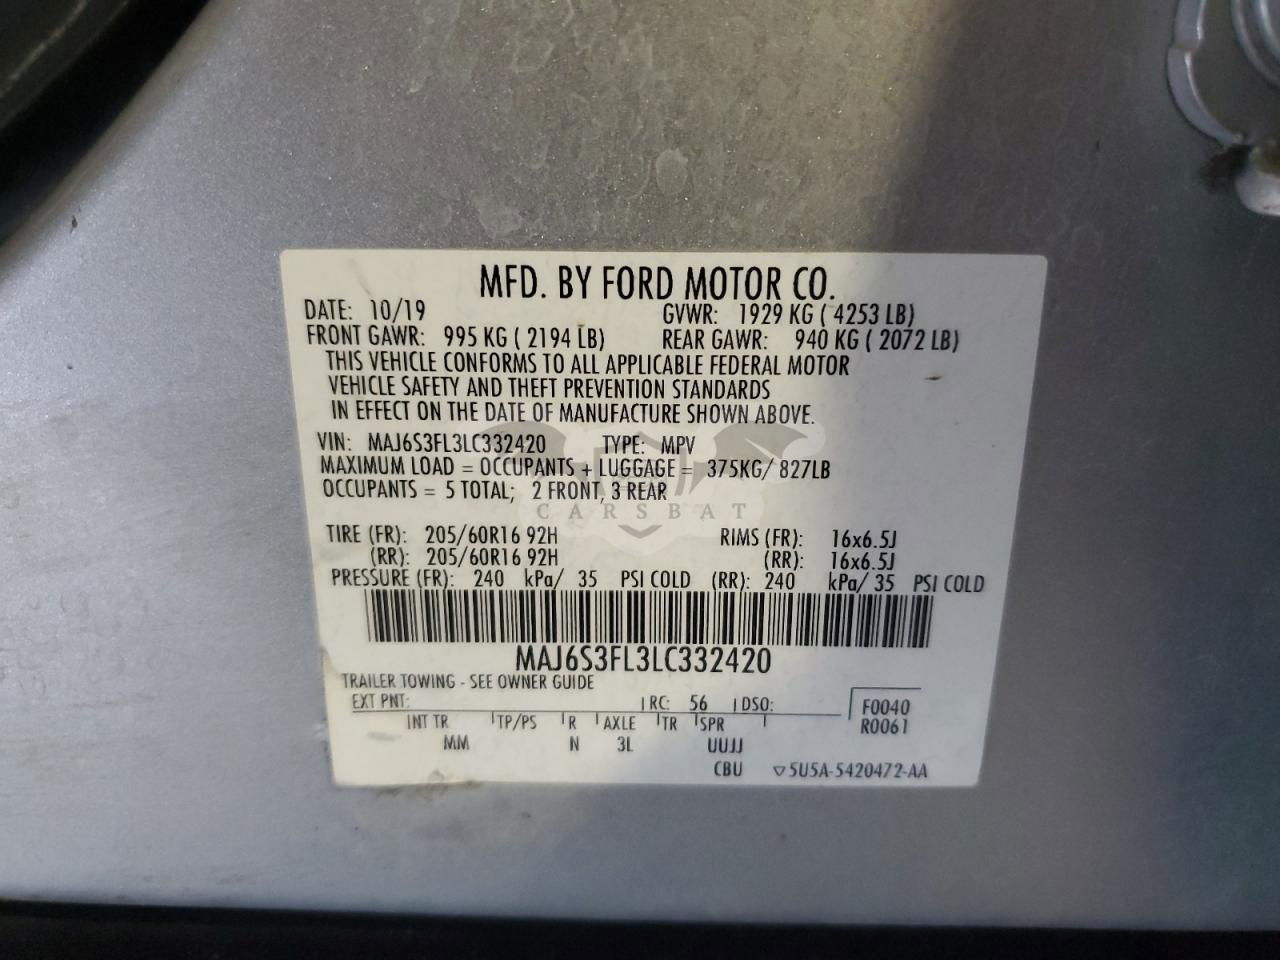 MFD. BY FORD MOTOR CO.
DATE: 10/19 GVWR: 1929 KG ( 4253 LB)
FRONT GAWR: 995 KG ( 2194 LB) REAR GAWR: 940 KG ( 2072 LB)
THIS VEHICLE CONFORMS TO ALL APPLICABLE FEDERAL MOTOR
VEHICLE SAFETY AND THEFT PREVENTION STANDARDS
IN EFFECT ON THE DATE OF MANUFACTURE SHOWN ABOVE.
VIN: MAJ6S3FL3LC332420 TYPE: MPV
MAXIMUM LOAD = OCCUPANTS + LUGGAGE = 375KG/ 827LB
OCCUPANTS = 5 TOTAL; 2 FRONT, 3 REAR
CARSBAT
TIRE (FR): 205/60R16 92H RIMS (FR): 16x6.5J
(RR): 205/60R16 92H (RR): 16x6.5J
PRESSURE (FR): 240 kPa/ 35 PSI COLD (RR): 240 kPa/ 35 PSI COLD
MAJ6S3FL3LC332420
TRAILER TOWING - SEE OWNER GUIDE
EXT PNT: RC: 56 DSO: F0040
INT TR TP/PS R AXLE TR SPR R0061
MM N 3L UUJJ
CBU ▽5U5A-5420472-AA